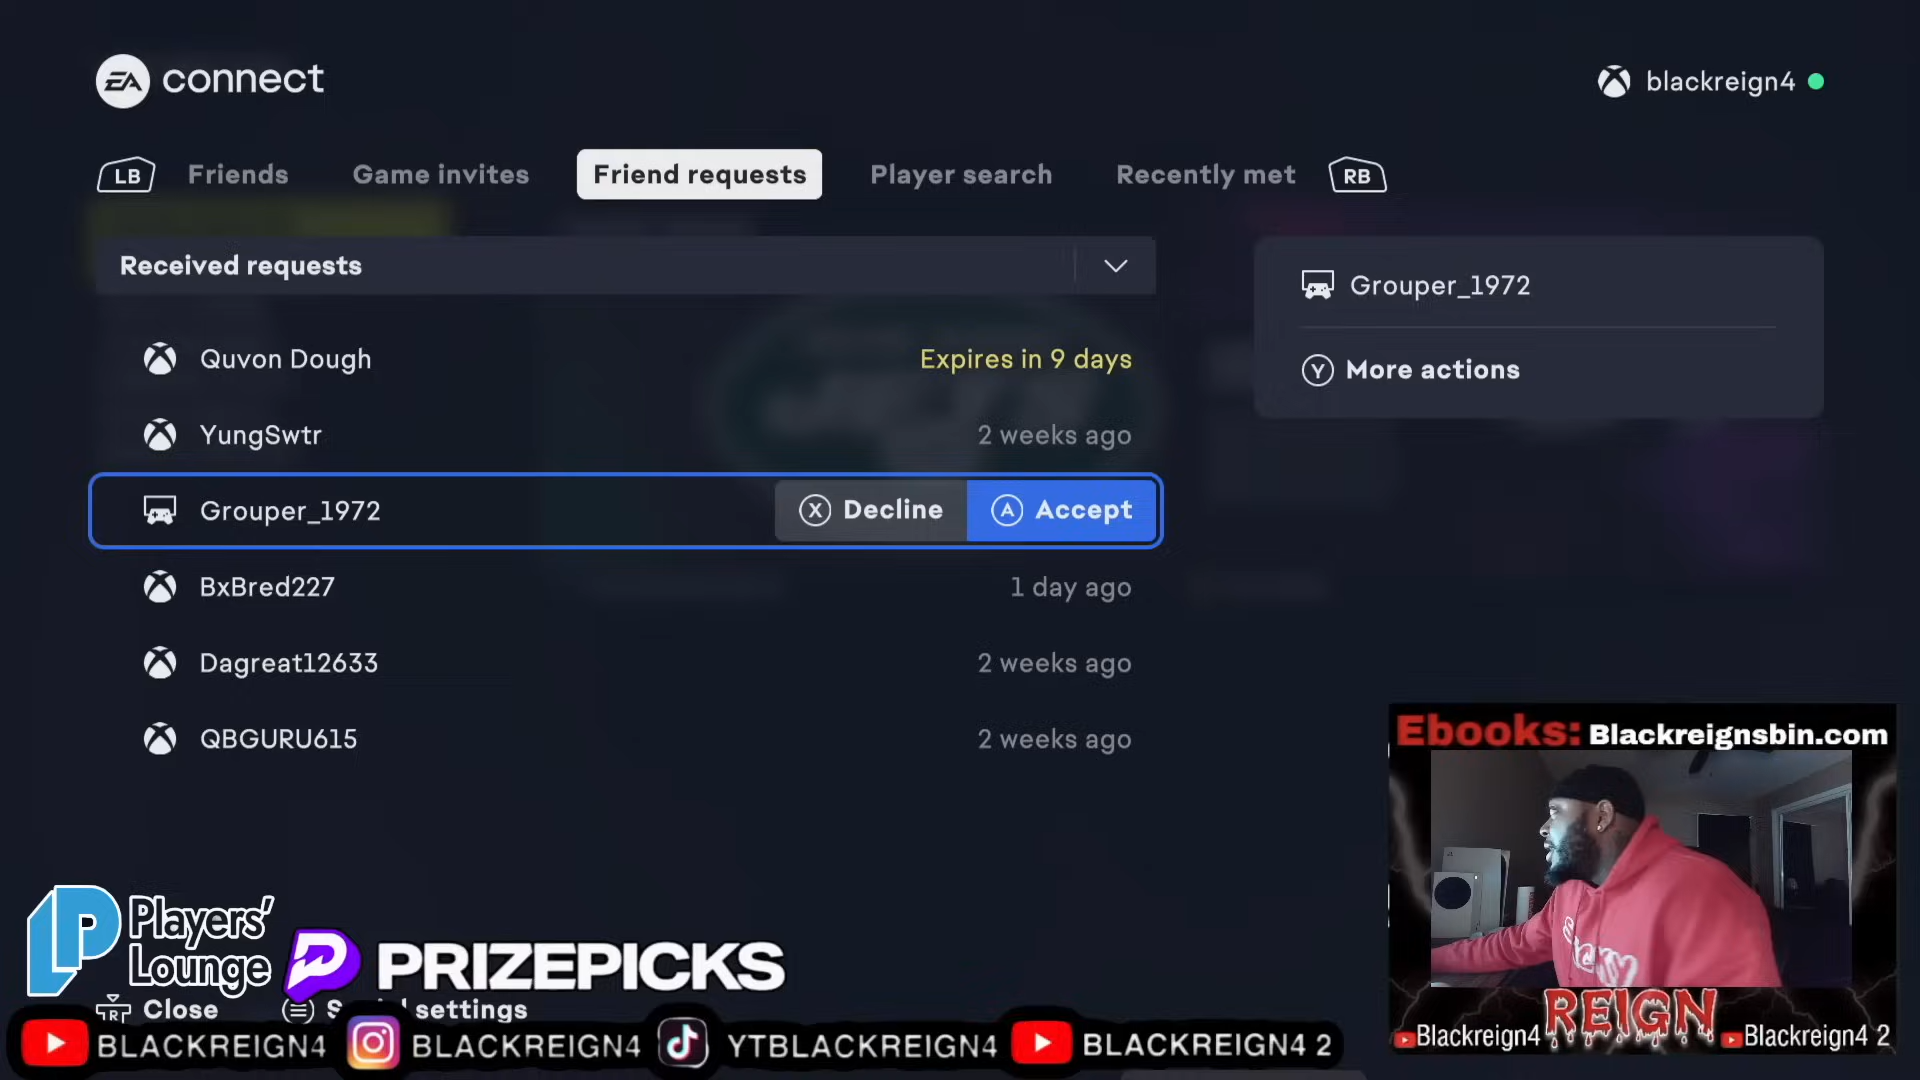 EA connect
blackreign4
LB Friends Game invites Friend requests Player search Recently met RB
Received requests
Quvon Dough Expires in 9 days
YungSwtr 2 weeks ago
Grouper_1972 X Decline A Accept
BxBred227 1 day ago
Dagreat12633 2 weeks ago
QBGURU615 2 weeks ago
Grouper_1972
Y More actions
Ebooks: Blackreignsbin.com
REIGN
Blackreign4
Blackreign4 2
Players'
Lounge
PRIZEPICKS
R Close settings
BLACKREIGN4 BLACKREIGN4 YTBLACKREIGN4 BLACKREIGN4 2